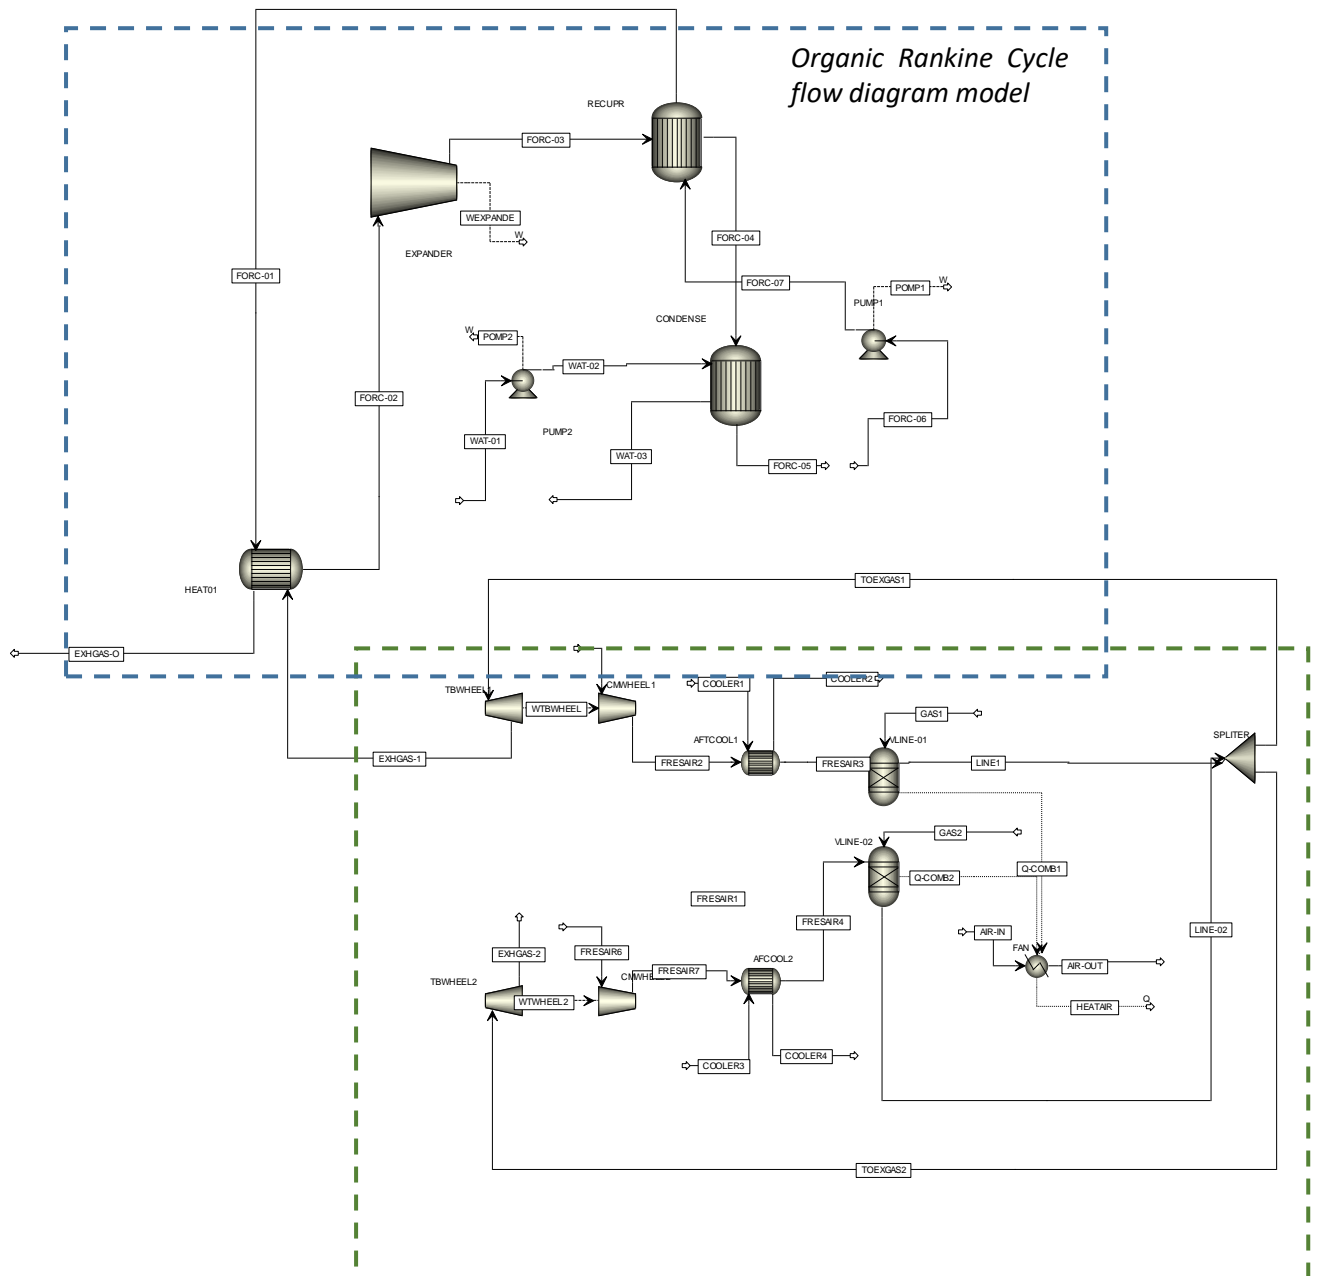 Organic Rankine Cycle
flow diagram model
RECUPR
FORC-03
WEXPANDE
W
EXPANDER
FORC-04
FORC-01
FORC-07
W
POMP1
PUMP1
CONDENSE
W
POMP2
WAT-02
FORC-02
FORC-06
WAT-01
PUMP2
WAT-03
FORC-05
TOEXGAS1
HEAT01
EXHGAS-O
TBWHEEL
CMWHEEL1
COOLER1
COOLER2
WTBWHEEL
GAS1
AFTCOOL1
VLINE-01
SPLITER
EXHGAS-1
FRESAIR2
FRESAIR3
LINE1
GAS2
VLINE-02
Q-COMB1
Q-COMB2
FRESAIR1
FRESAIR4
LINE-02
AIR-IN
FAN
EXHGAS-2
FRESAIR6
AFCOOL2
AIR-OUT
FRESAIR7
TBWHEEL2
WTWHEEL2
Q
HEATAIR
COOLER4
COOLER3
TOEXGAS2